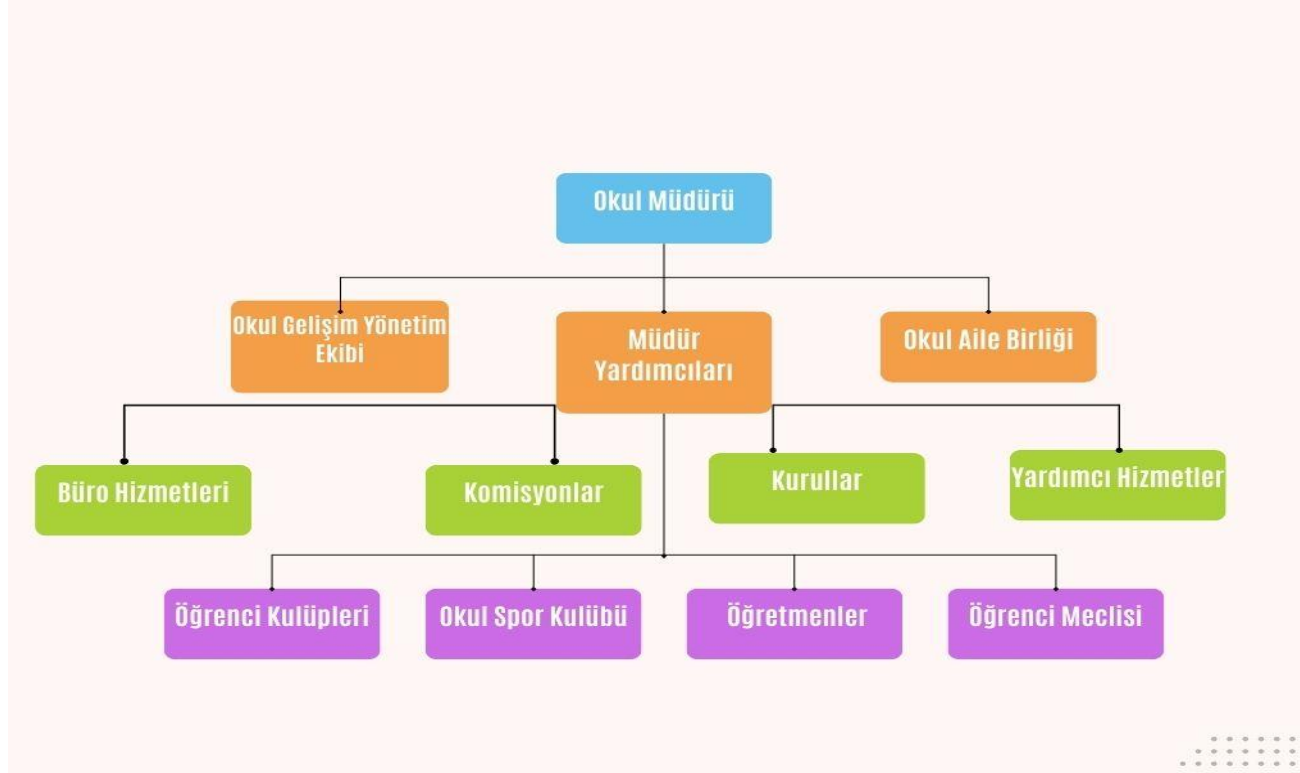 Okul Müdürü
Okul Gelişim Yönetim
Ekibi
Müdür
Yardımcıları
Okul Aile Birliği
Büro Hizmetleri
Komisyonlar
Kurullar
Yardımcı Hizmetler
Öğrenci Kulüpleri
Okul Spor Kulübü
Öğretmenler
Öğrenci Meclisi